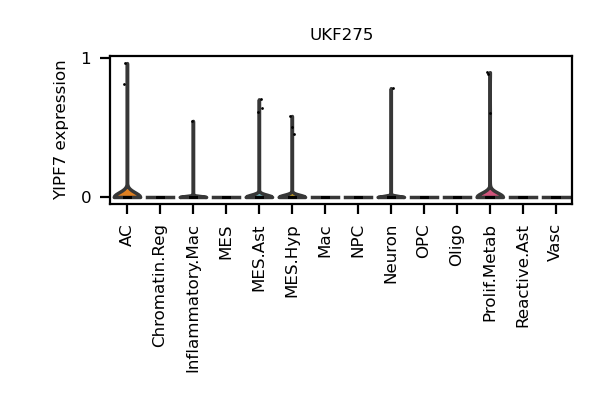 UKF275
YIPF7 expression
1
0
AC
Chromatin.Reg
Inflammatory.Mac
MES
MES.Ast
MES.Hyp
Mac
NPC
Neuron
OPC
Oligo
Prolif.Metab
Reactive.Ast
Vasc